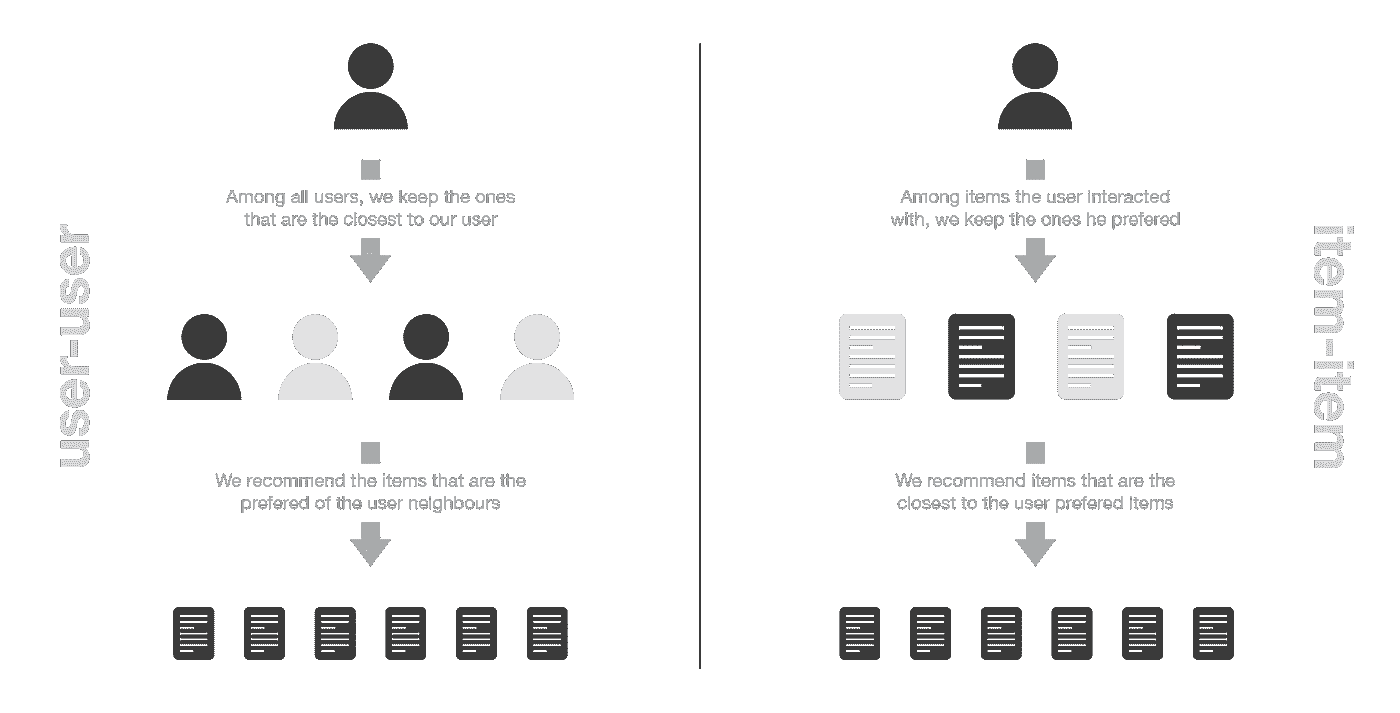 user-user
Among all users, we keep the ones
that are the closest to our user
We recommend the items that are the
prefered of the user neighbours
Among items the user interacted
with, we keep the ones he prefered
We recommend items that are the
closest to the user prefered items
item-item